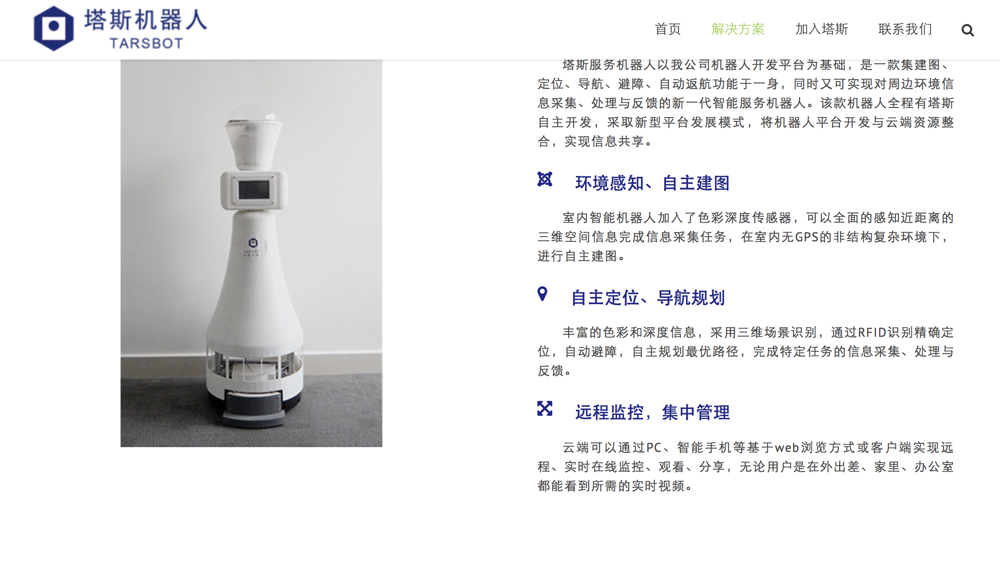 塔斯机器人
TARSBOT
首页 解决方案 加入塔斯 联系我们
塔斯服务机器人以我公司机器人开发平台为基础，是一款集建图、
定位、导航、避障、自动返航功能于一身，同时又可实现对周边环境信
息采集、处理与反馈的新一代智能服务机器人。该款机器人全程有塔斯
自主开发，采取新型平台发展模式，将机器人平台开发与云端资源整
合，实现信息共享。
环境感知、自主建图
室内智能机器人加入了色彩深度传感器，可以全面的感知近距离的
三维空间信息完成信息采集任务，在室内无GPS的非结构复杂环境下，
进行自主建图。
自主定位、导航规划
丰富的色彩和深度信息，采用三维场景识别，通过RFID识别精确定
位，自动避障，自主规划最优路径，完成特定任务的信息采集、处理与
反馈。
远程监控，集中管理
云端可以通过PC、智能手机等基于web浏览方式或客户端实现远
程、实时在线监控、观看、分享，无论用户是在外出差、家里、办公室
都能看到所需的实时视频。